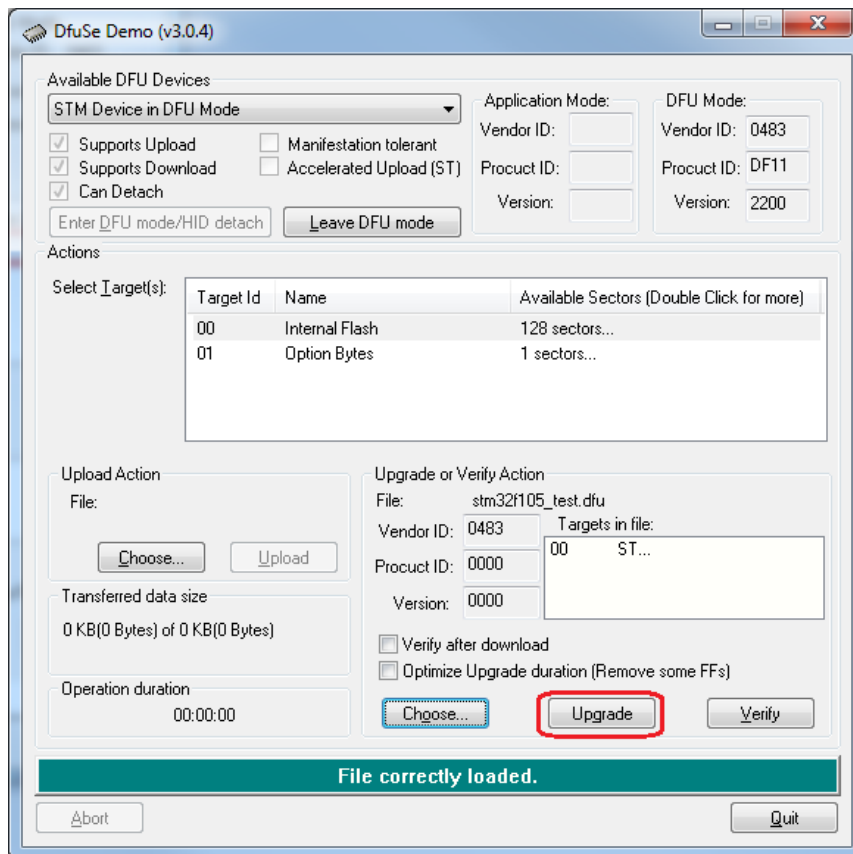 DfuSe Demo (v3.0.4)
Available DFU Devices
STM Device in DFU Mode
Supports Upload
Manifestation tolerant
Supports Download
Accelerated Upload (ST)
Can Detach
Enter DFU mode/HID detach
Leave DFU mode
Application Mode:
Vendor ID:
Procuct ID:
Version:
DFU Mode:
Vendor ID: 0483
Procuct ID: DF11
Version: 2200
Actions
Select Target(s):
Target Id Name Available Sectors (Double Click for more)
00 Internal Flash 128 sectors...
01 Option Bytes 1 sectors...
Upload Action
File:
Choose... Upload
Transferred data size
0 KB(0 Bytes) of 0 KB(0 Bytes)
Operation duration
00:00:00
Upgrade or Verify Action
File: stm32f105_test.dfu
Vendor ID: 0483
Procuct ID: 0000
Version: 0000
Targets in file:
00 ST...
Verify after download
Optimize Upgrade duration (Remove some FFs)
Choose... Upgrade Verify
File correctly loaded.
Abort Quit